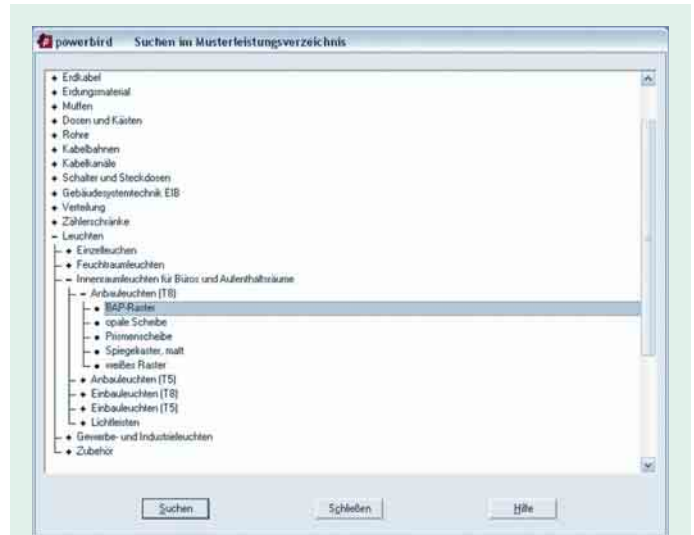 powerbird Suchen im Musterleistungsverzeichnis
Erdkabel
Erdungsmaterial
Muffen
Dosen und Kästen
Rohre
Kabelbahnen
Kabelkanäle
Schalter und Steckdosen
Gebäudesystemtechnik EIB
Verteilung
Zählerschränke
Leuchten
Einzelleuchen
Feuchtraumleuchten
Innenraumleuchten für Büros und Aufenthaltsräume
Anbauleuchten (T8)
BAP-Raster
opale Scheibe
Prismenscheibe
Spiegelraster, matt
weißes Raster
Anbauleuchten (T5)
Einbauleuchten (T8)
Einbauleuchten (T5)
Lichtleisten
Gewerbe- und Industrieleuchten
Zubehör
Suchen Schließen Hilfe